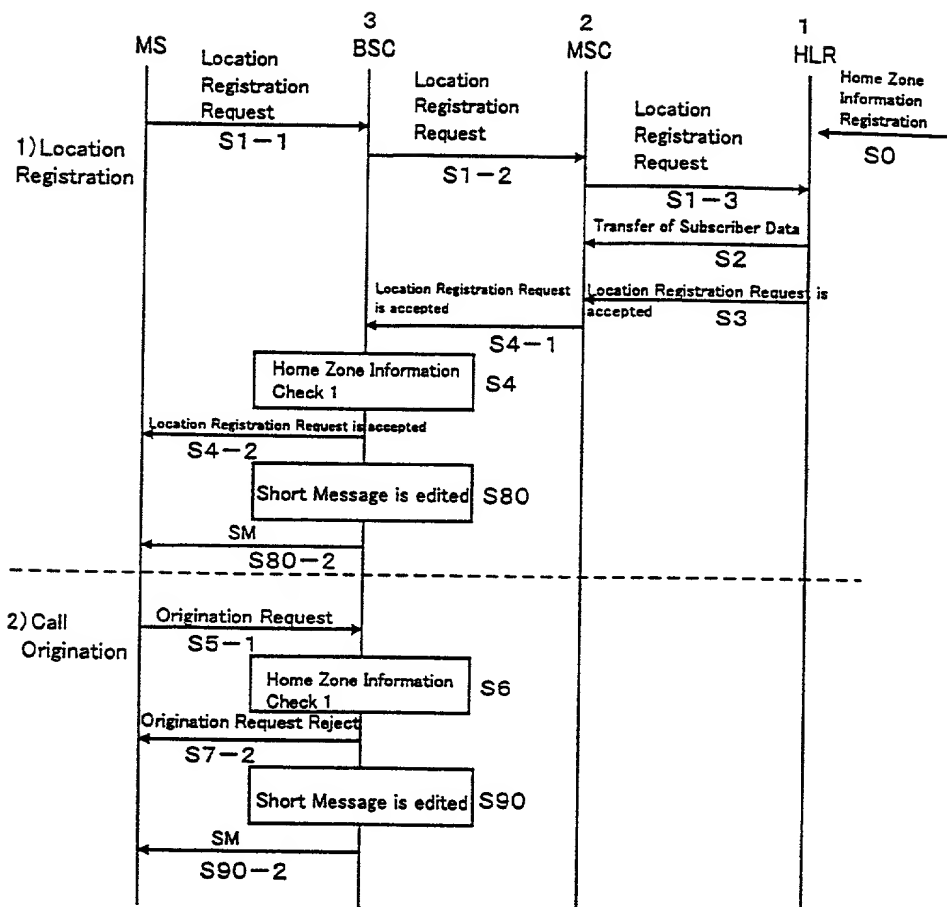 3
2
1
MS
BSC
MSC
HLR
Location
Registration
Request
S1-1
Location
Registration
Request
S1-2
Location
Registration
Request
S1-3
Home Zone
Information
Registration
S0
1) Location
Registration
Transfer of Subscriber Data
S2
Location Registration Request is
accepted
S3
Location Registration Request
is accepted
S4-1
Home Zone Information
Check 1
S4
Location Registration Request is accepted
S4-2
Short Message is edited
S80
SM
S80-2
2) Call
Origination
Origination Request
S5-1
Home Zone Information
Check 1
S6
Origination Request Reject
S7-2
Short Message is edited
S90
SM
S90-2